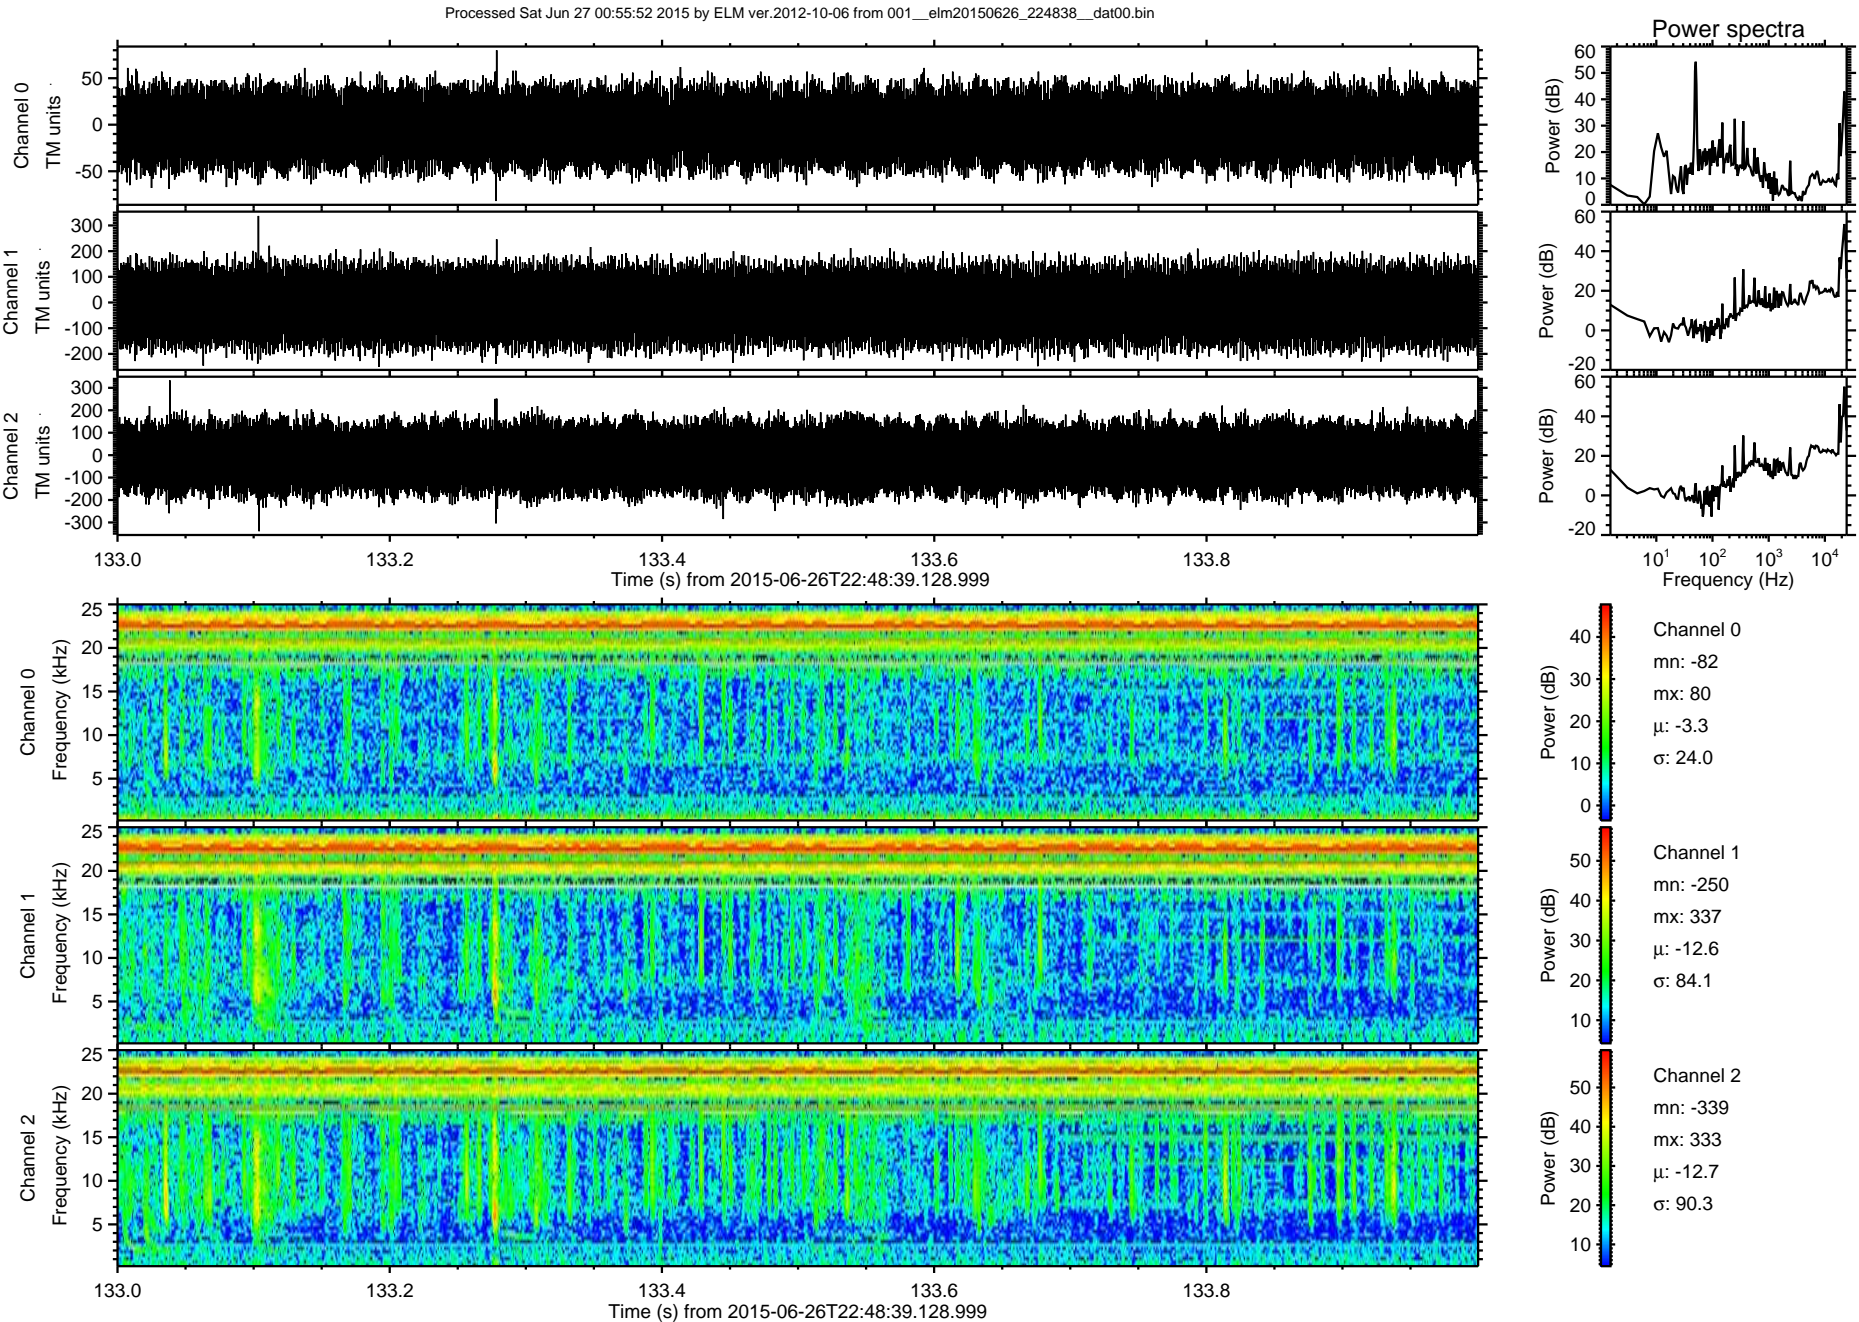 Processed Sat Jun 27 00:55:52 2015 by ELM ver.2012-10-06 from 001__elm20150626_224838__dat00.bin
Power spectra
Channel 0
TM units
50
0
-50
Power (dB)
60
50
40
30
20
10
0
Channel 1
TM units
300
200
100
0
-100
-200
Power (dB)
60
40
20
0
-20
Channel 2
TM units
300
200
100
0
-100
-200
-300
Power (dB)
60
40
20
0
-20
133.0 133.2 133.4 133.6 133.8
Time (s) from 2015-06-26T22:48:39.128.999
10¹ 10² 10³ 10⁴
Frequency (Hz)
Channel 0
Frequency (kHz)
25
20
15
10
5
Power (dB)
40
30
20
10
0
Channel 0
mn: -82
mx: 80
μ: -3.3
σ: 24.0
Channel 1
Frequency (kHz)
25
20
15
10
5
Power (dB)
50
40
30
20
10
Channel 1
mn: -250
mx: 337
μ: -12.6
σ: 84.1
Channel 2
Frequency (kHz)
25
20
15
10
5
Power (dB)
50
40
30
20
10
Channel 2
mn: -339
mx: 333
μ: -12.7
σ: 90.3
133.0 133.2 133.4 133.6 133.8
Time (s) from 2015-06-26T22:48:39.128.999